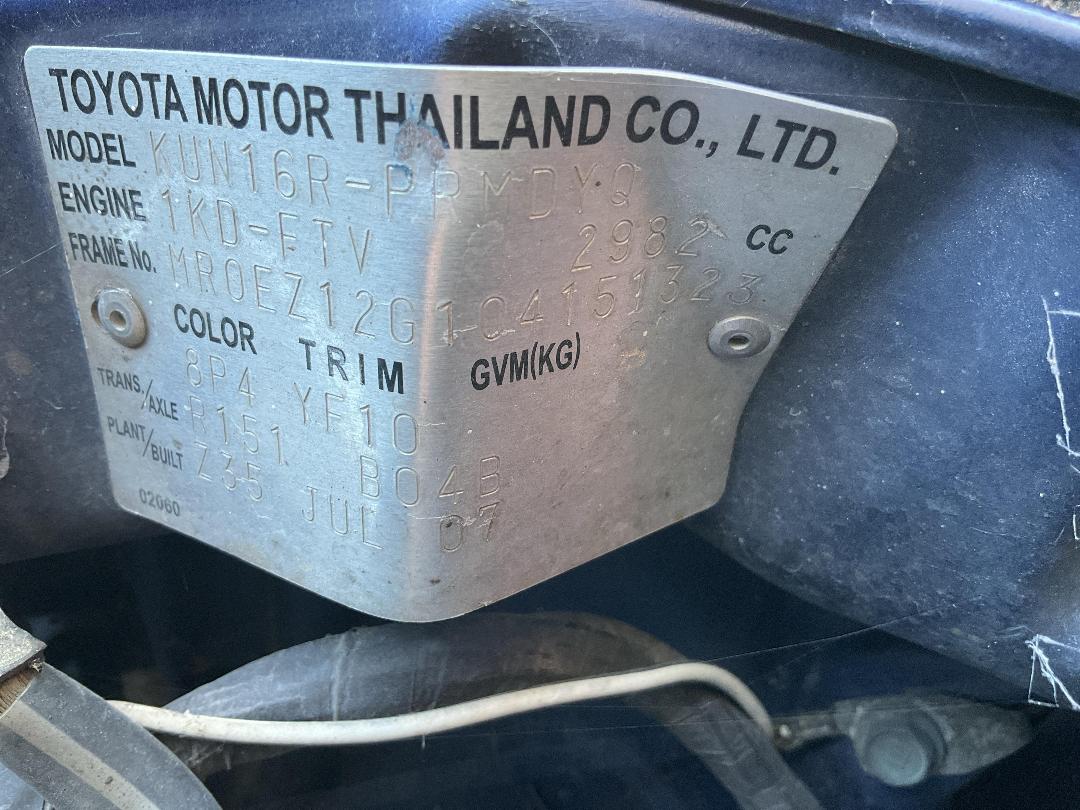 TOYOTA MOTOR THAILAND CO., LTD.
MODEL KUN16R-PRMDYQ
ENGINE 1KD-FTV 2982 CC
FRAME No. MR0EZ12G104151323
COLOR TRIM GVM(KG)
8P4 YF10
TRANS./AXLE R151 B04B
PLANT/BUILT Z35 JUL 07
02060